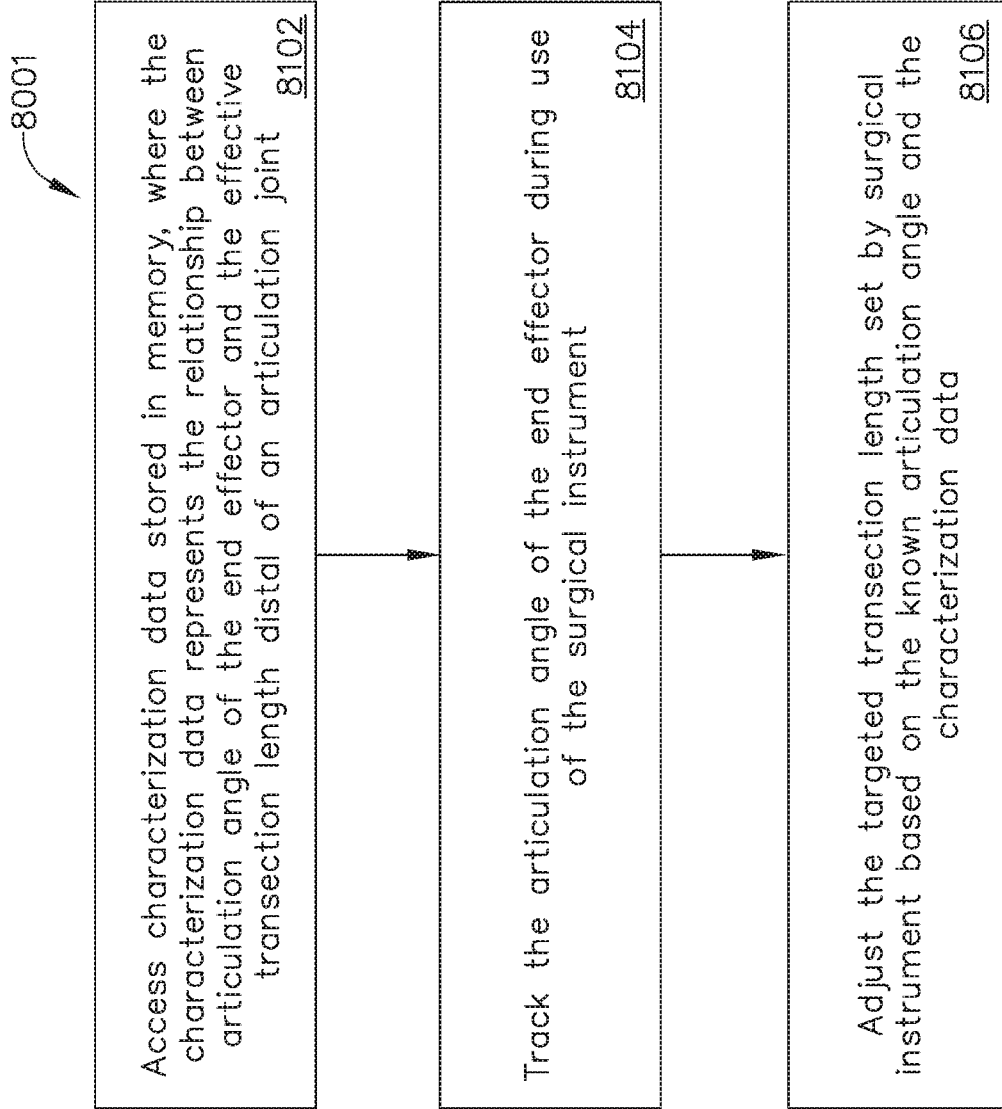 8001
Access characterization data stored in memory, where the
characterization data represents the relationship between
articulation angle of the end effector and the effective
transection length distal of an articulation joint
8102
Track the articulation angle of the end effector during use
of the surgical instrument
8104
Adjust the targeted transection length set by surgical
instrument based on the known articulation angle and the
characterization data
8106